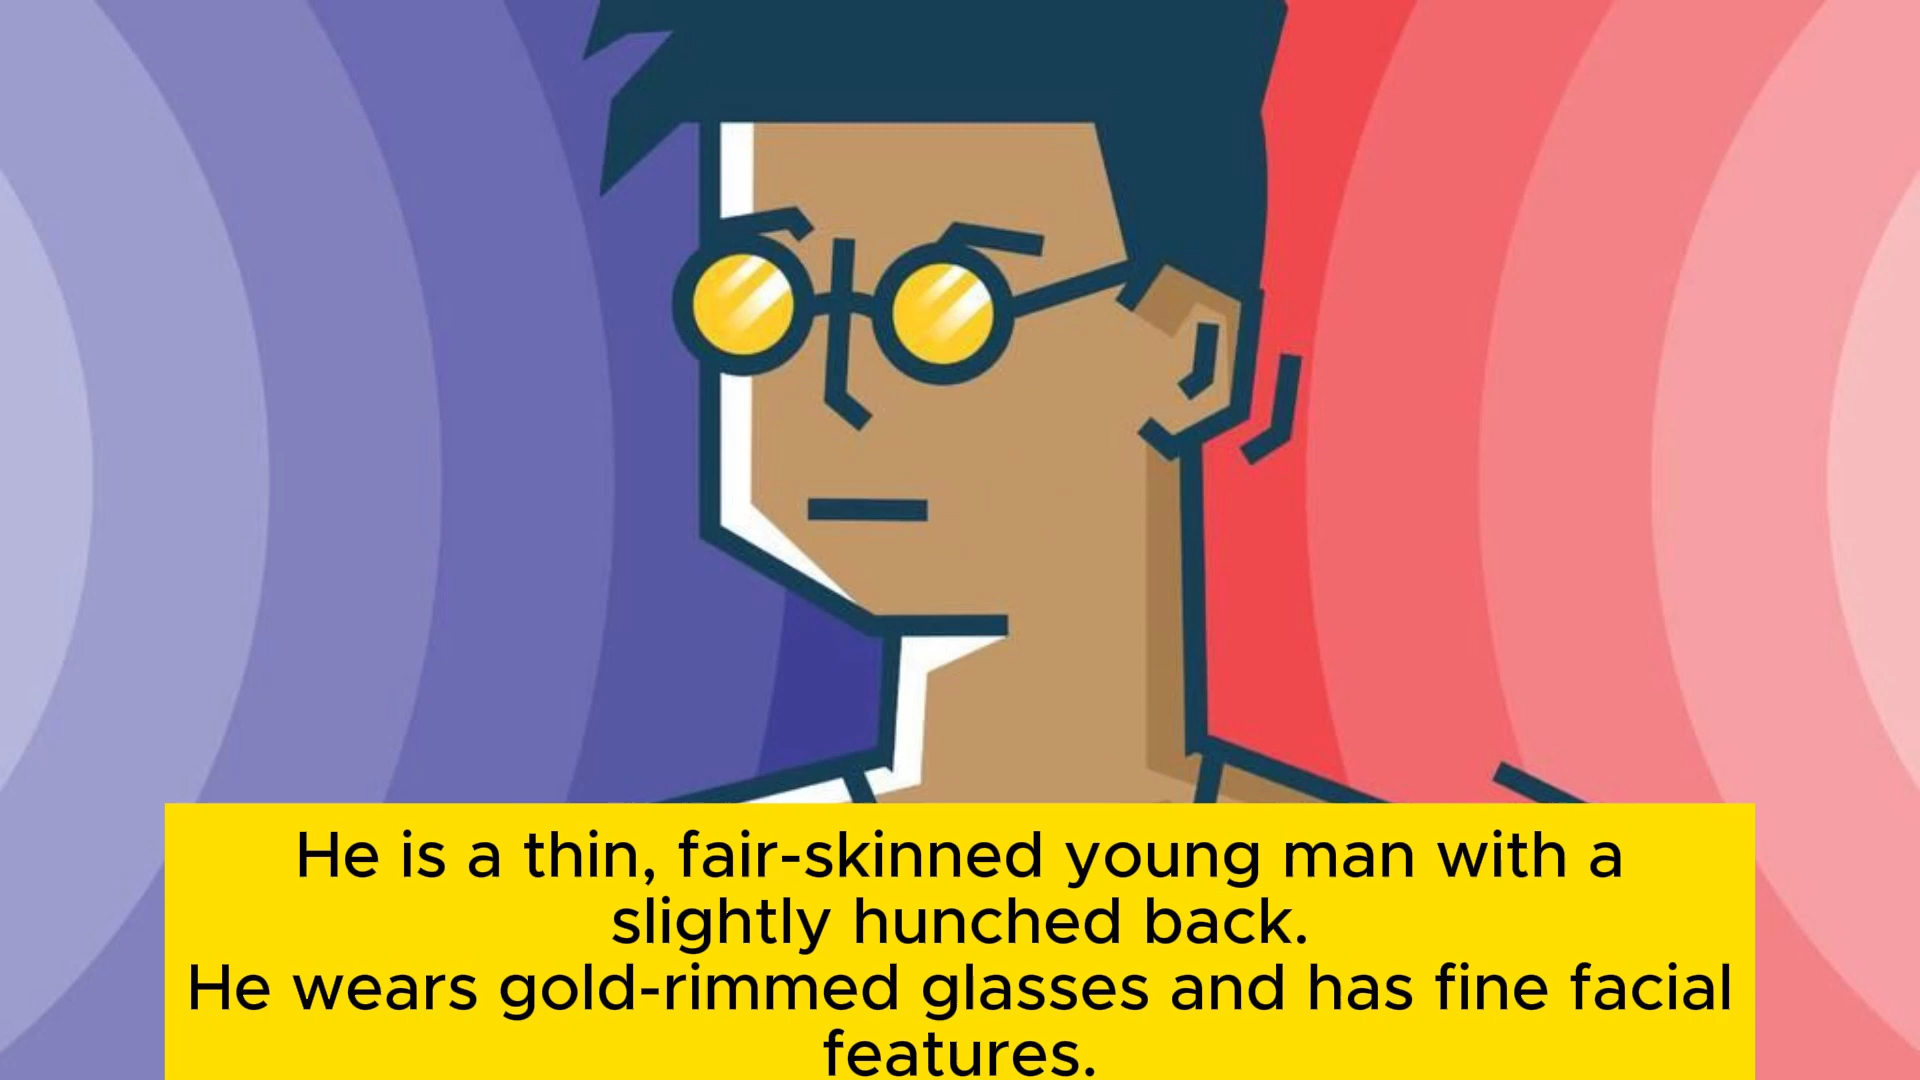 He is a thin, fair-skinned young man with a
slightly hunched back.
He wears gold-rimmed glasses and has fine facial
features.